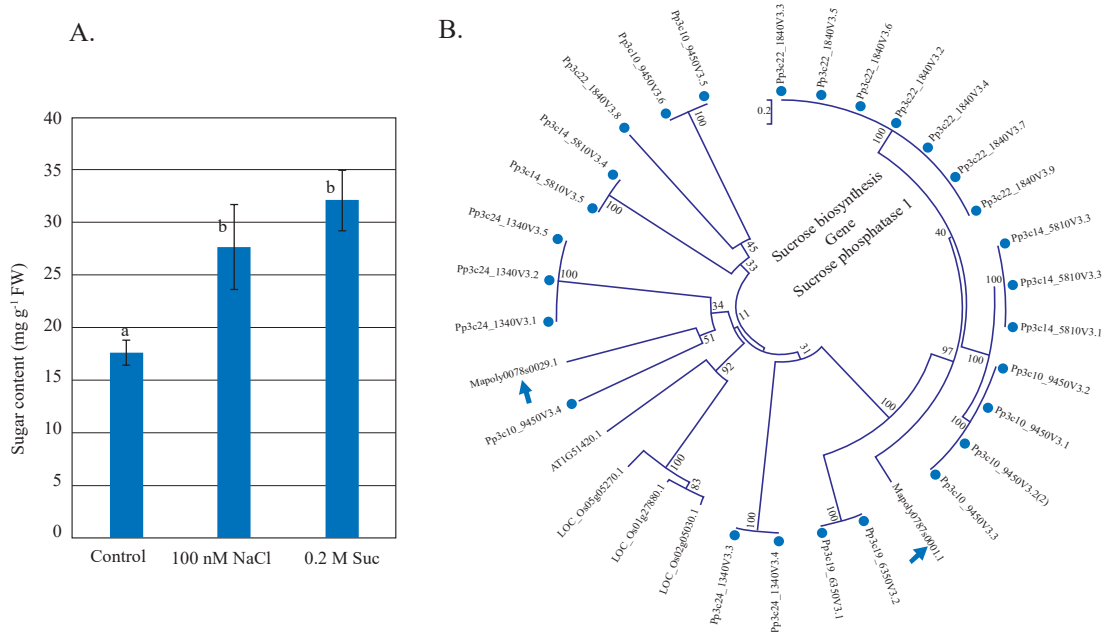 A.
Sugar content (mg g⁻¹ FW)
40
35
30
25
20
15
10
5
0
a
b
b
Control
100 nM NaCl
0.2 M Suc
B.
0.2
Sucrose biosynthesis
Gene
Sucrose phosphatase 1
Pp3c22_1840V3.3
Pp3c22_1840V3.5
Pp3c22_1840V3.6
Pp3c22_1840V3.2
Pp3c22_1840V3.4
Pp3c22_1840V3.7
Pp3c22_1840V3.9
Pp3c14_5810V3.3
Pp3c14_5810V3.3
Pp3c14_5810V3.1
Pp3c10_9450V3.2
Pp3c10_9450V3.1
Pp3c10_9450V3.2(2)
Pp3c10_9450V3.3
Mapoly0787s0001.1
Pp3c19_6350V3.2
Pp3c19_6350V3.1
Pp3c24_1340V3.4
Pp3c24_1340V3.3
LOC_Os02g05030.1
LOC_Os01g27880.1
LOC_Os05g05270.1
AT1G51420.1
Pp3c10_9450V3.4
Mapoly0078s0029.1
Pp3c24_1340V3.1
Pp3c24_1340V3.2
Pp3c24_1340V3.5
Pp3c14_5810V3.5
Pp3c14_5810V3.4
Pp3c22_1840V3.8
Pp3c10_9450V3.6
Pp3c10_9450V3.5
100
100
40
100
100
100
97
100
100
100
31
11
83
100
92
51
34
100
100
33
45
100